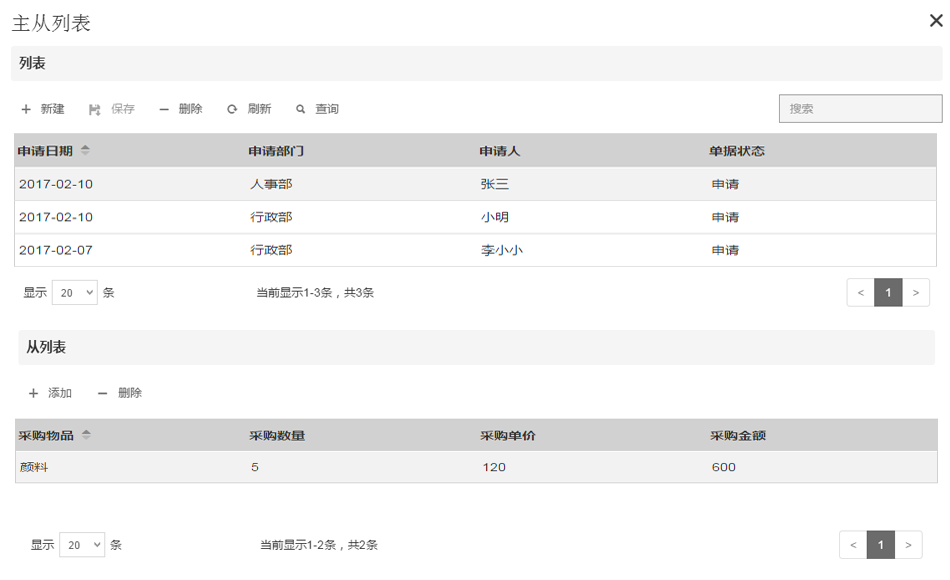 主从列表
列表
新建 保存 删除 刷新 查询 搜索
申请日期 申请部门 申请人 单据状态
2017-02-10 人事部 张三 申请
2017-02-10 行政部 小明 申请
2017-02-07 行政部 李小小 申请
显示 20 条 当前显示1-3条，共3条 < 1 >
从列表
添加 删除
采购物品 采购数量 采购单价 采购金额
颜料 5 120 600
显示 20 条 当前显示1-2条，共2条 < 1 >